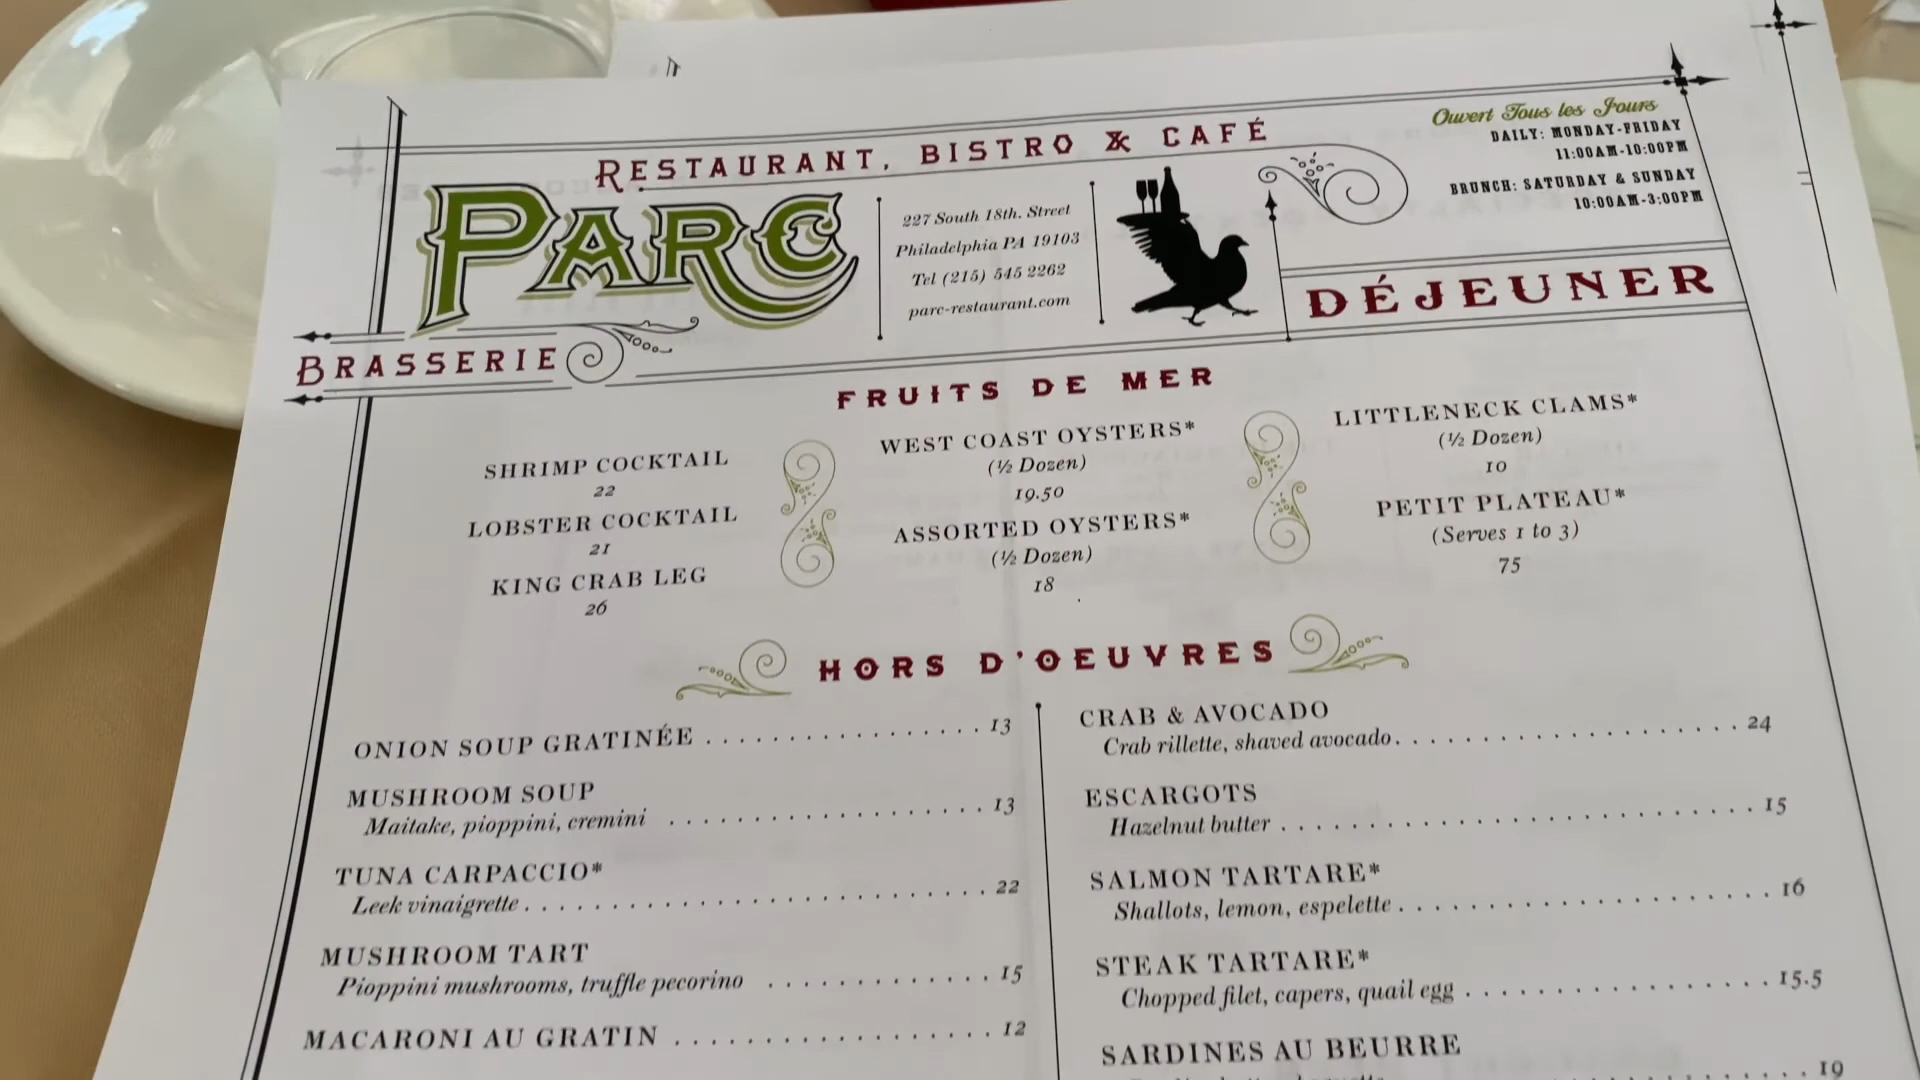 RESTAURANT, BISTRO & CAFÉ
PARC
BRASSERIE
227 South 18th. Street
Philadelphia PA 19103
Tel (215) 545 2262
parc-restaurant.com
Ouvert Tous les Jours
DAILY: MONDAY-FRIDAY
11:00AM-10:00PM
BRUNCH: SATURDAY & SUNDAY
10:00AM-3:00PM
DÉJEUNER
FRUITS DE MER
SHRIMP COCKTAIL
22
LOBSTER COCKTAIL
21
KING CRAB LEG
26
WEST COAST OYSTERS*
(½ Dozen)
19.50
ASSORTED OYSTERS*
(½ Dozen)
18
LITTLENECK CLAMS*
(½ Dozen)
10
PETIT PLATEAU*
(Serves 1 to 3)
75
HORS D'OEUVRES
ONION SOUP GRATINÉE . . . . . . . . . . . . . . . . . 13
MUSHROOM SOUP
Maitake, pioppini, cremini . . . . . . . . . . . . . . . . . . . 13
TUNA CARPACCIO*
Leek vinaigrette . . . . . . . . . . . . . . . . . . . . . . . . . . . . 22
MUSHROOM TART
Pioppini mushrooms, truffle pecorino . . . . . . . . . . . . . 15
MACARONI AU GRATIN . . . . . . . . . . . . . . . . . . . 12
CRAB & AVOCADO
Crab rillette, shaved avocado. . . . . . . . . . . . . . . . . . . . . 24
ESCARGOTS
Hazelnut butter . . . . . . . . . . . . . . . . . . . . . . . . . . . . . 15
SALMON TARTARE*
Shallots, lemon, espelette . . . . . . . . . . . . . . . . . . . . . . 16
STEAK TARTARE*
Chopped filet, capers, quail egg . . . . . . . . . . . . . . . . . . 15.5
SARDINES AU BEURRE
19